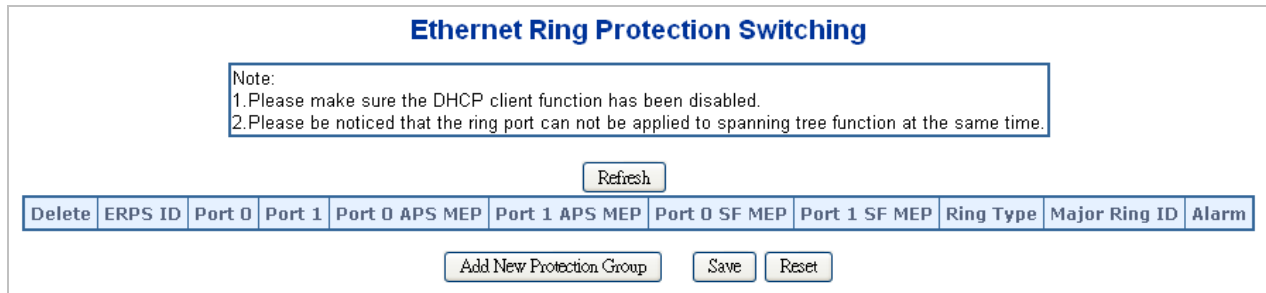 Ethernet Ring Protection Switching
Note:
1.Please make sure the DHCP client function has been disabled.
2.Please be noticed that the ring port can not be applied to spanning tree function at the same time.
Refresh
Delete ERPS ID Port 0 Port 1 Port 0 APS MEP Port 1 APS MEP Port 0 SF MEP Port 1 SF MEP Ring Type Major Ring ID Alarm
Add New Protection Group Save Reset